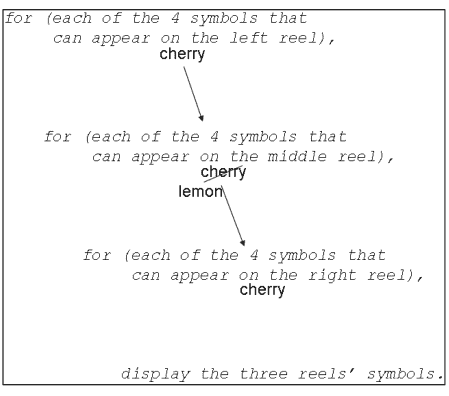 for (each of the 4 symbols that
can appear on the left reel),
cherry
for (each of the 4 symbols that
can appear on the middle reel),
cherry
lemon
for (each of the 4 symbols that
can appear on the right reel),
cherry
display the three reels' symbols.